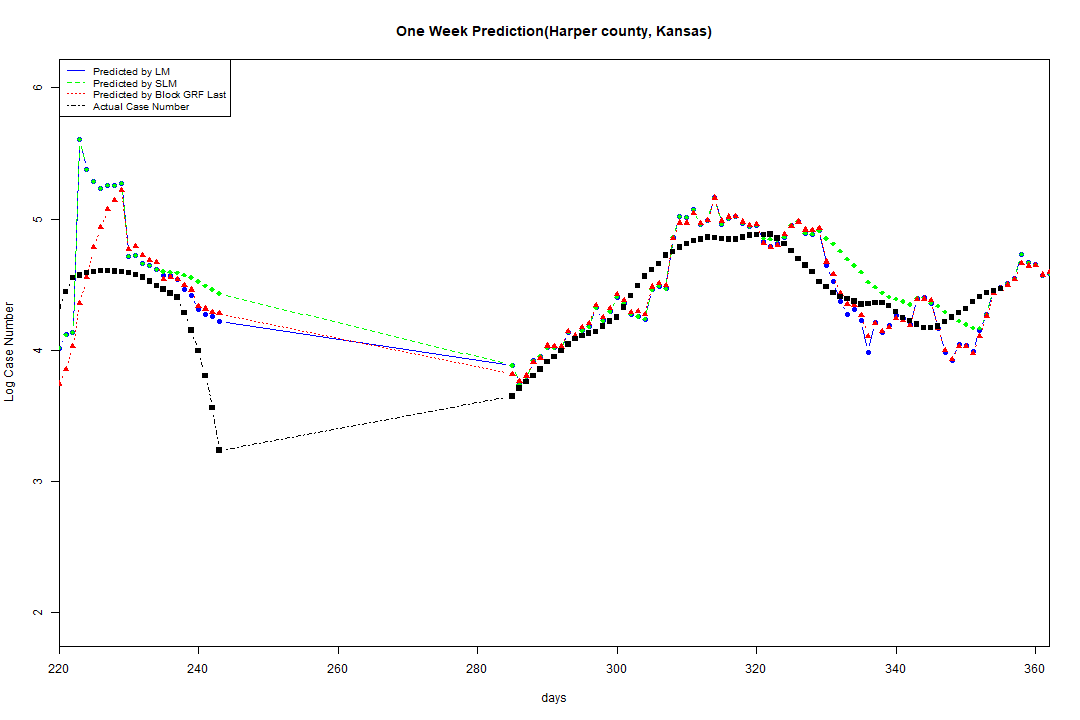 One Week Prediction(Harper county, Kansas)
Predicted by LM
Predicted by SLM
Predicted by Block GRF Last
Actual Case Number
6
5
4
3
2
Log Case Number
220 240 260 280 300 320 340 360
days